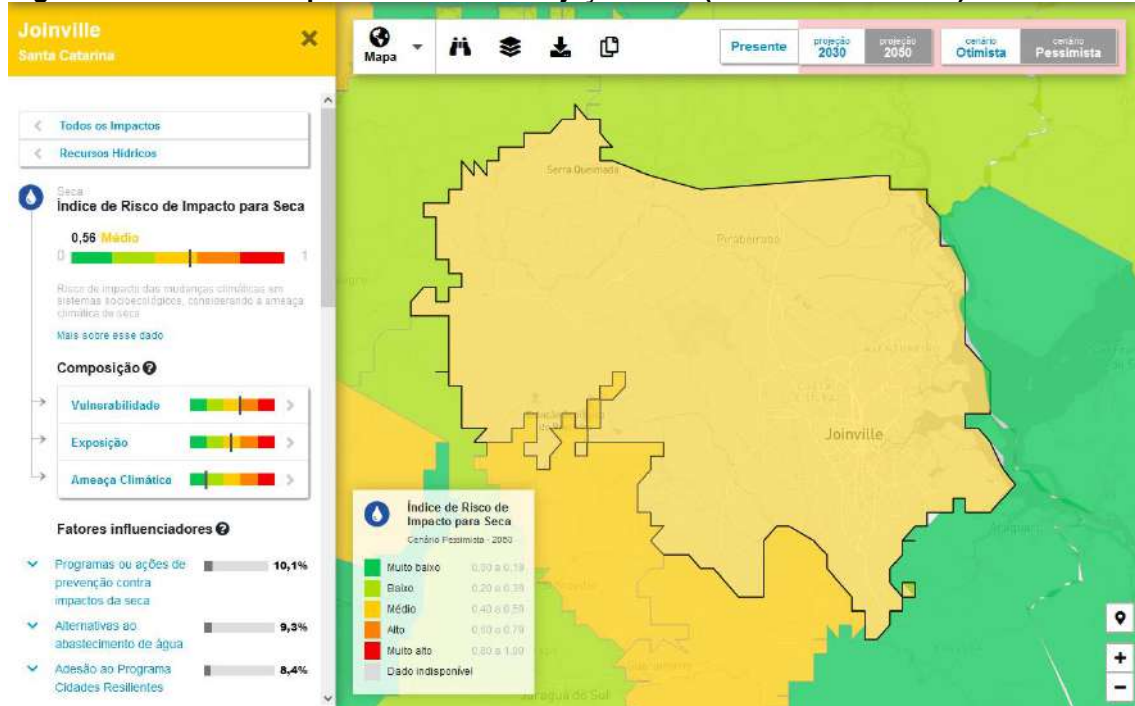 Joinville
Santa Catarina
Mapa
Presente
projeção
2030
projeção
2050
cenário
Otimista
cenário
Pessimista
Todos os Impactos
Recursos Hídricos
Seca
Índice de Risco de Impacto para Seca
0,56 Médio
0
1
Risco de impacto das mudanças climáticas em
sistemas socioecológicos, considerando a ameaça
climática de seca
Mais sobre esse dado
Composição
Vulnerabilidade
Exposição
Ameaça Climática
Fatores influenciadores
Programas ou ações de
prevenção contra
impactos da seca
10,1%
Alternativas ao
abastecimento de água
9,3%
Adesão ao Programa
Cidades Resilientes
8,4%
Serra Queimada
Pirabeiraba
Joinville
Araquari
Jaraguá do Sul
Índice de Risco de
Impacto para Seca
Cenário Pessimista - 2050
Muito baixo 0,00 a 0,19
Baixo 0,20 a 0,39
Médio 0,40 a 0,59
Alto 0,60 a 0,79
Muito alto 0,80 a 1,00
Dado indisponível